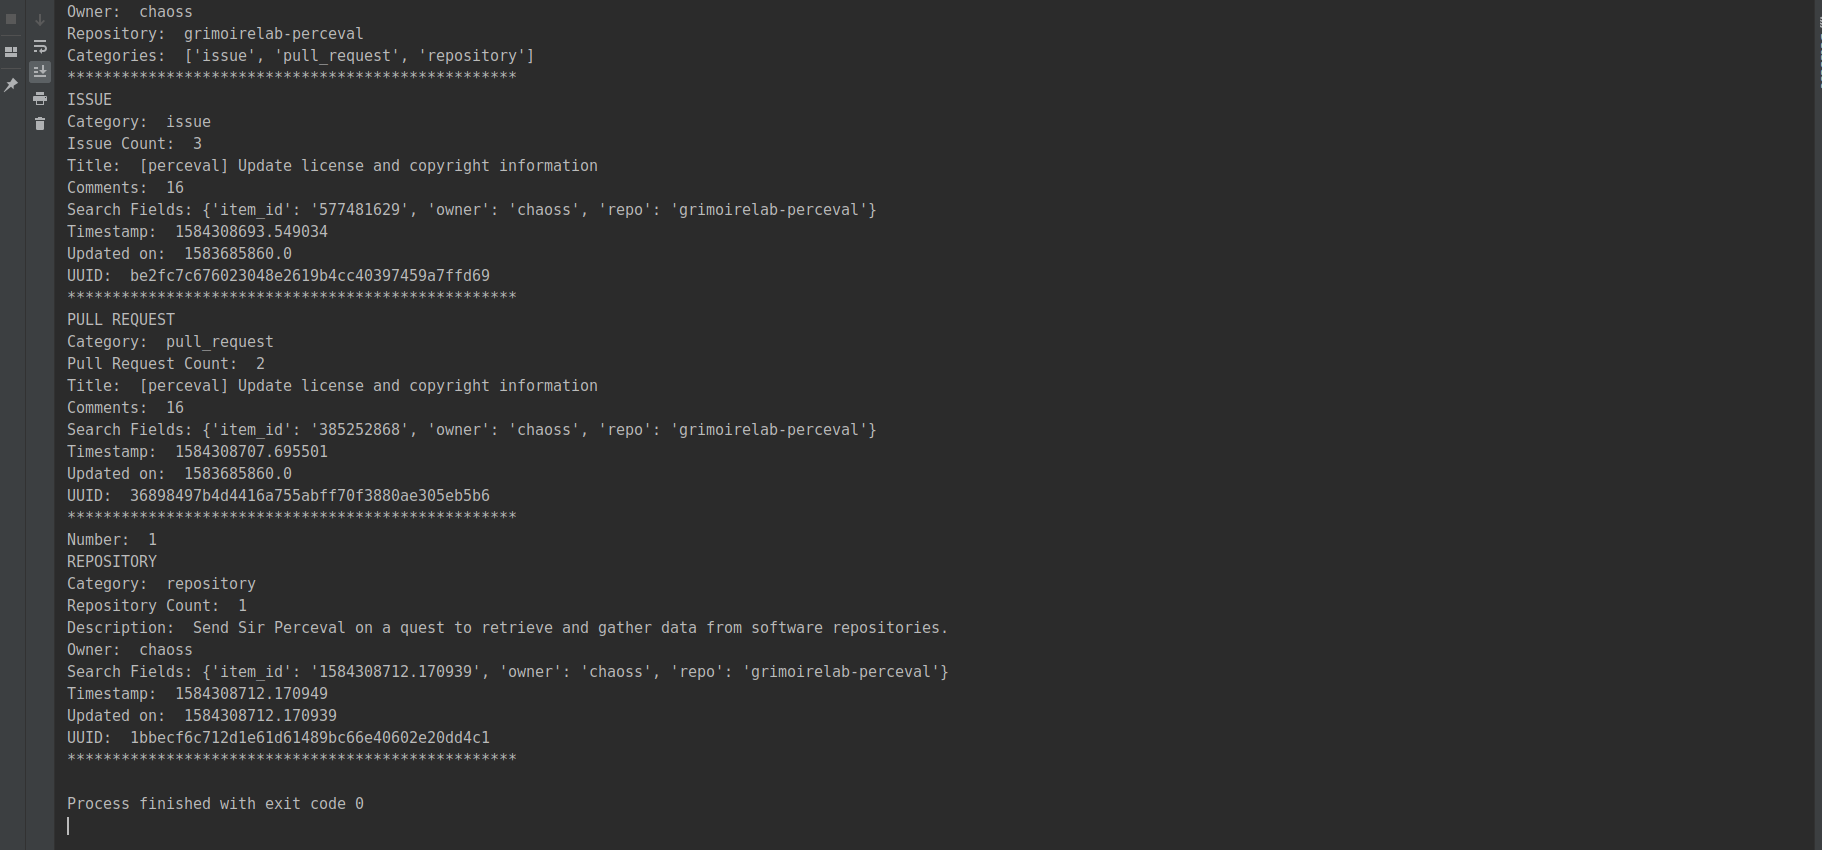 Owner:  chaoss
Repository:  grimoirelab-perceval
Categories:  ['issue', 'pull_request', 'repository']
**************************************************
ISSUE
Category:  issue
Issue Count:  3
Title:  [perceval] Update license and copyright information
Comments:  16
Search Fields: {'item_id': '577481629', 'owner': 'chaoss', 'repo': 'grimoirelab-perceval'}
Timestamp:  1584308693.549034
Updated on:  1583685860.0
UUID:  be2fc7c676023048e2619b4cc40397459a7ffd69
**************************************************
PULL REQUEST
Category:  pull_request
Pull Request Count:  2
Title:  [perceval] Update license and copyright information
Comments:  16
Search Fields: {'item_id': '385252868', 'owner': 'chaoss', 'repo': 'grimoirelab-perceval'}
Timestamp:  1584308707.695501
Updated on:  1583685860.0
UUID:  36898497b4d4416a755abff70f3880ae305eb5b6
**************************************************
Number:  1
REPOSITORY
Category:  repository
Repository Count:  1
Description:  Send Sir Perceval on a quest to retrieve and gather data from software repositories.
Owner:  chaoss
Search Fields: {'item_id': '1584308712.170939', 'owner': 'chaoss', 'repo': 'grimoirelab-perceval'}
Timestamp:  1584308712.170949
Updated on:  1584308712.170939
UUID:  1bbecf6c712d1e61d61489bc66e40602e20dd4c1
**************************************************
Process finished with exit code 0